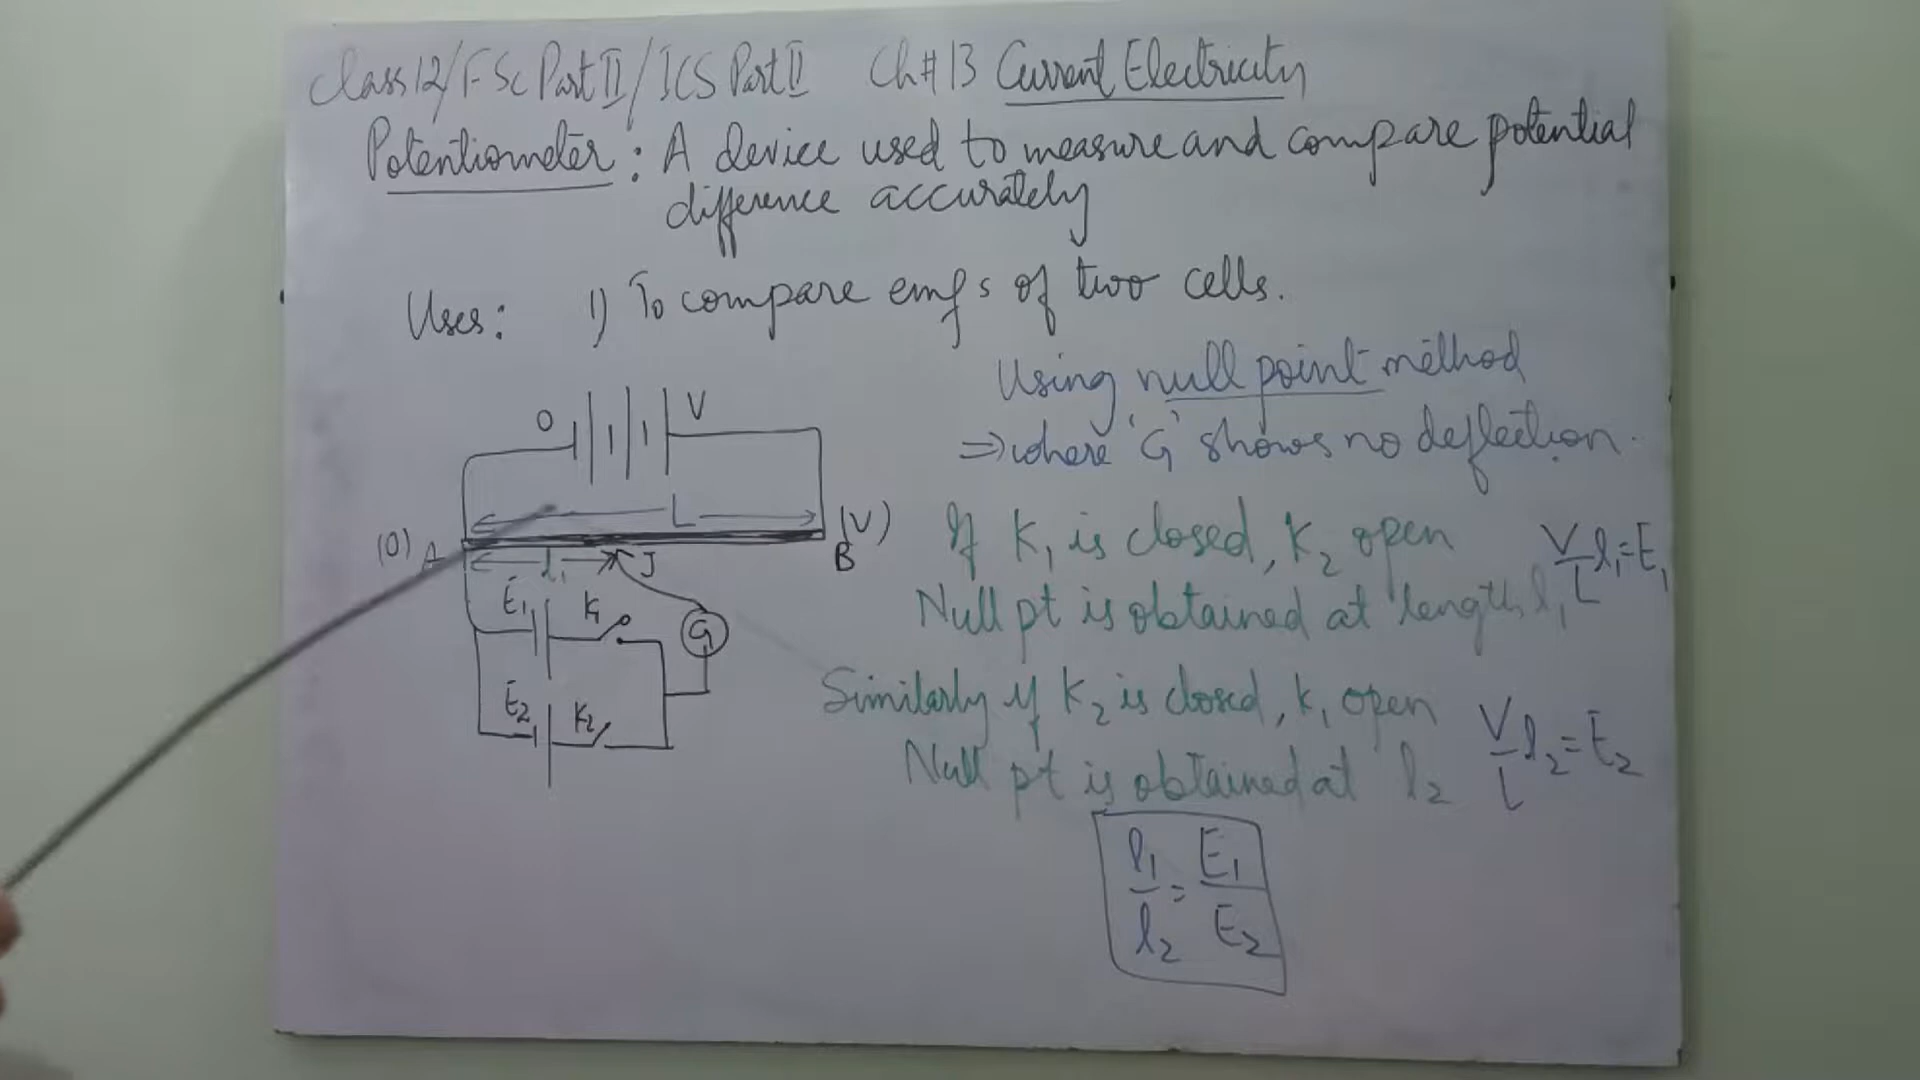 Class 12/FSc Part II/ICS Part II Ch# 13 Current Electricity
Potentiometer: A device used to measure and compare potential
difference accurately
Uses: 1) To compare emfs of two cells.
Using null point method
⇒ where 'G' shows no deflection.
0 V
L
(0) A B (V)
l₁ J
E₁ K₁ G
E₂ K₂
If K₁ is closed, K₂ open
Null pt is obtained at length l₁
V/L l₁ = E₁
Similarly if K₂ is closed, K₁ open
Null pt is obtained at l₂
V/L l₂ = E₂
l₁/l₂ = E₁/E₂